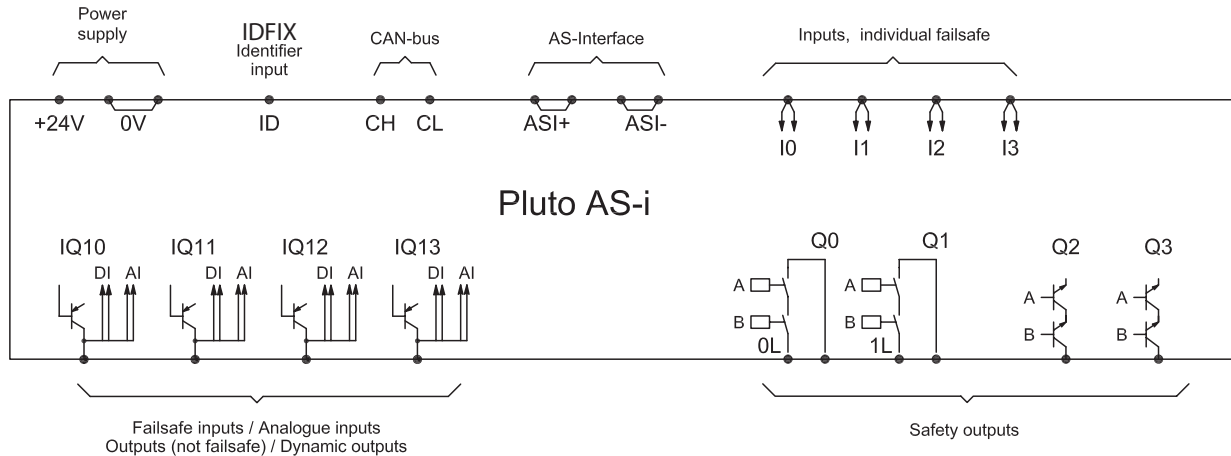 Power
supply
IDFIX
Identifier
input
CAN-bus
AS-Interface
Inputs, individual failsafe
+24V
0V
ID
CH
CL
ASI+
ASI-
I0
I1
I2
I3
Pluto AS-i
IQ10
IQ11
IQ12
IQ13
Q0
Q1
Q2
Q3
DI
AI
DI
AI
DI
AI
DI
AI
A
A
A
A
B
B
B
B
0L
1L
Failsafe inputs / Analogue inputs
Outputs (not failsafe) / Dynamic outputs
Safety outputs